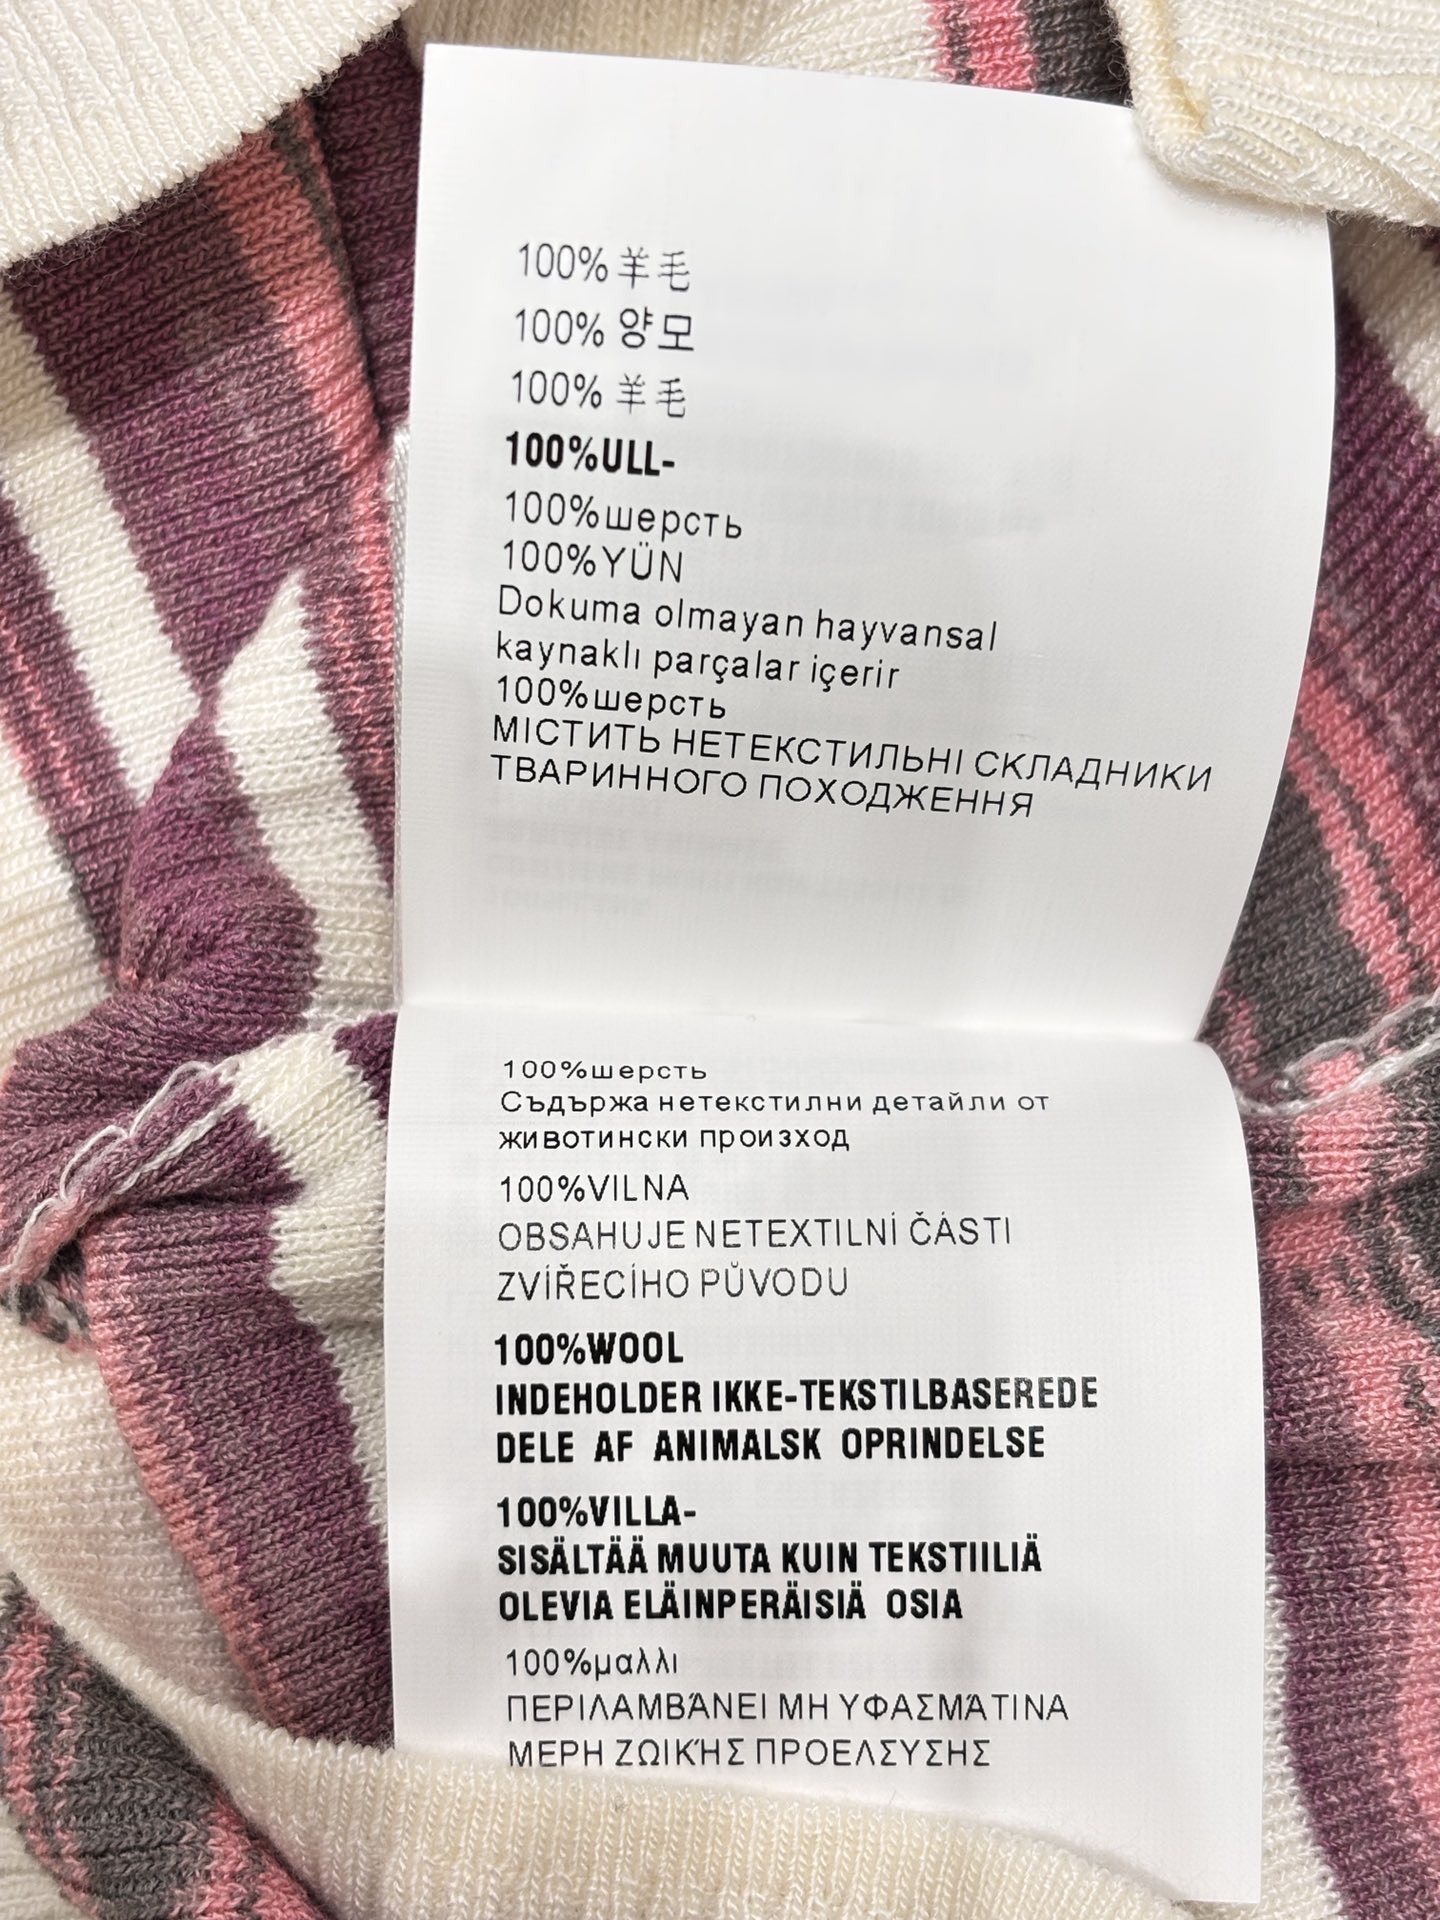 100% 羊毛
100% 양모
100% 羊毛
100%ULL-
100%шерсть
100%YÜN
Dokuma olmayan hayvansal
kaynaklı parçalar içerir
100%шерсть
МІСТИТЬ НЕТЕКСТИЛЬНІ СКЛАДНИКИ
ТВАРИННОГО ПОХОДЖЕННЯ
100%шерсть
Съдържа нетекстилни детайли от
животински произход
100%VILNA
OBSAHUJE NETEXTILNÍ ČÁSTI
ZVÍŘECÍHO PŮVODU
100%WOOL
INDEHOLDER IKKE-TEKSTILBASEREDE
DELE AF ANIMALSK OPRINDELSE
100%VILLA-
SISÄLTÄÄ MUUTA KUIN TEKSTIILIÄ
OLEVIA ELÄINPERÄISIÄ OSIA
100%μαλλι
ΠΕΡΙΛΑΜΒΆΝΕΙ ΜΗ ΥΦΑΣΜΆΤΙΝΑ
ΜΕΡΗ ΖΩΙΚΉΣ ΠΡΟΕΛΣΥΣΗΣ